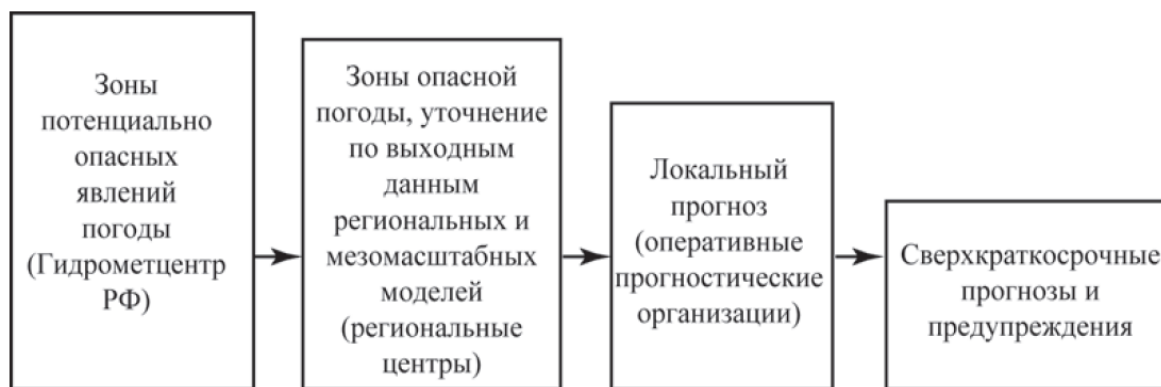 Зоны
потенциально
опасных
явлений
погоды
(Гидрометцентр
РФ)
Зоны опасной
погоды, уточнение
по выходным
данным
региональных и
мезомасштабных
моделей
(региональные
центры)
Локальный
прогноз
(оперативные
прогностические
организации)
Сверхкраткосрочные
прогнозы и
предупреждения